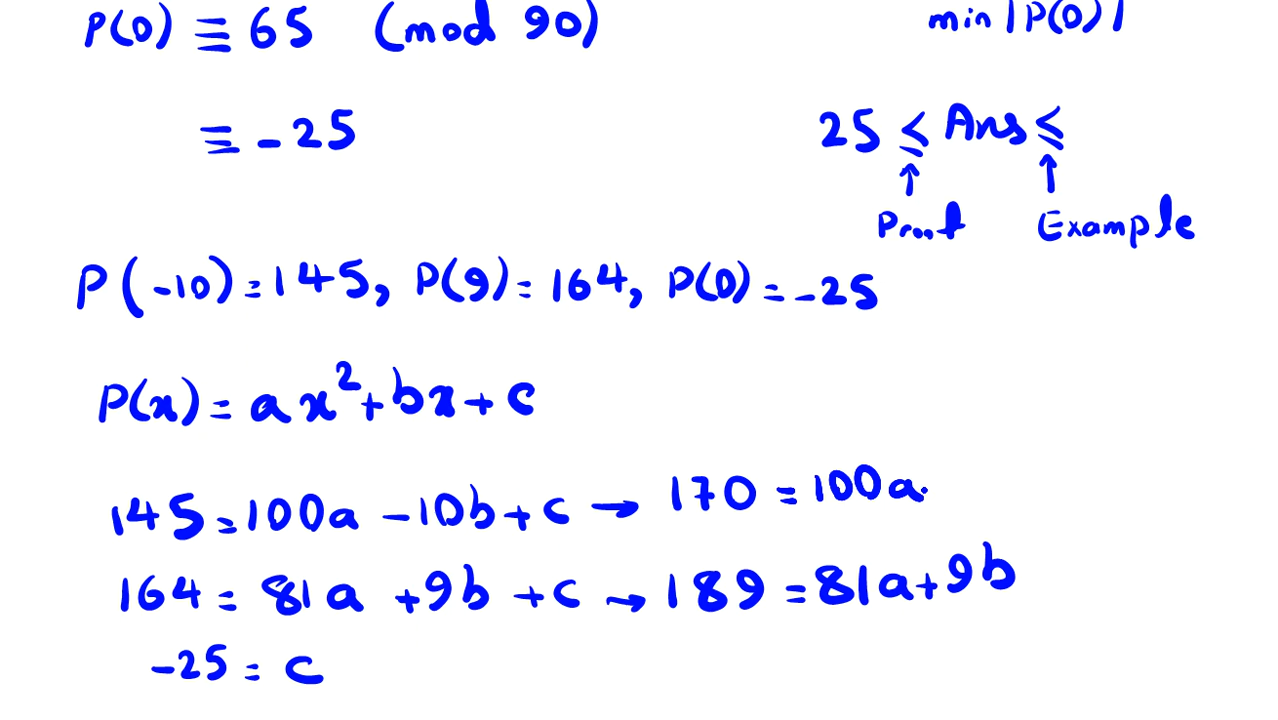 P(0) ≡ 65 (mod 90) min |P(0)|
≡ -25 25 ≤ Ans ≤
↑ ↑
Proof Example
P(-10) = 145, P(9) = 164, P(0) = -25
P(x) = ax² + bx + c
145 = 100a - 10b + c → 170 = 100a
164 = 81a + 9b + c → 189 = 81a + 9b
-25 = c